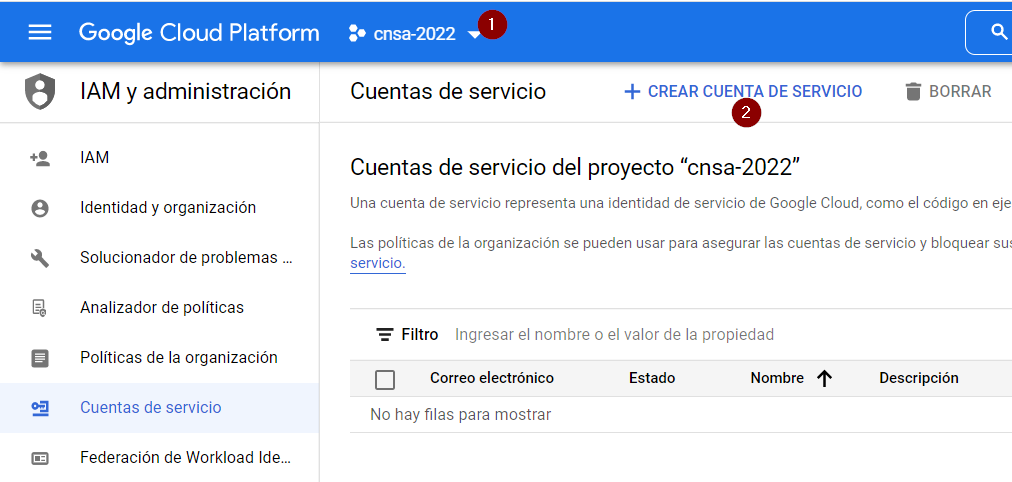 Google Cloud Platform cnsa-2022 1
IAM y administración
Cuentas de servicio + CREAR CUENTA DE SERVICIO BORRAR
2
IAM
Identidad y organización
Solucionador de problemas ...
Analizador de políticas
Políticas de la organización
Cuentas de servicio
Federación de Workload Ide...
Cuentas de servicio del proyecto “cnsa-2022”
Una cuenta de servicio representa una identidad de servicio de Google Cloud, como el código en eje
Las políticas de la organización se pueden usar para asegurar las cuentas de servicio y bloquear sus
servicio.
Filtro Ingresar el nombre o el valor de la propiedad
Correo electrónico Estado Nombre ↑ Descripción
No hay filas para mostrar